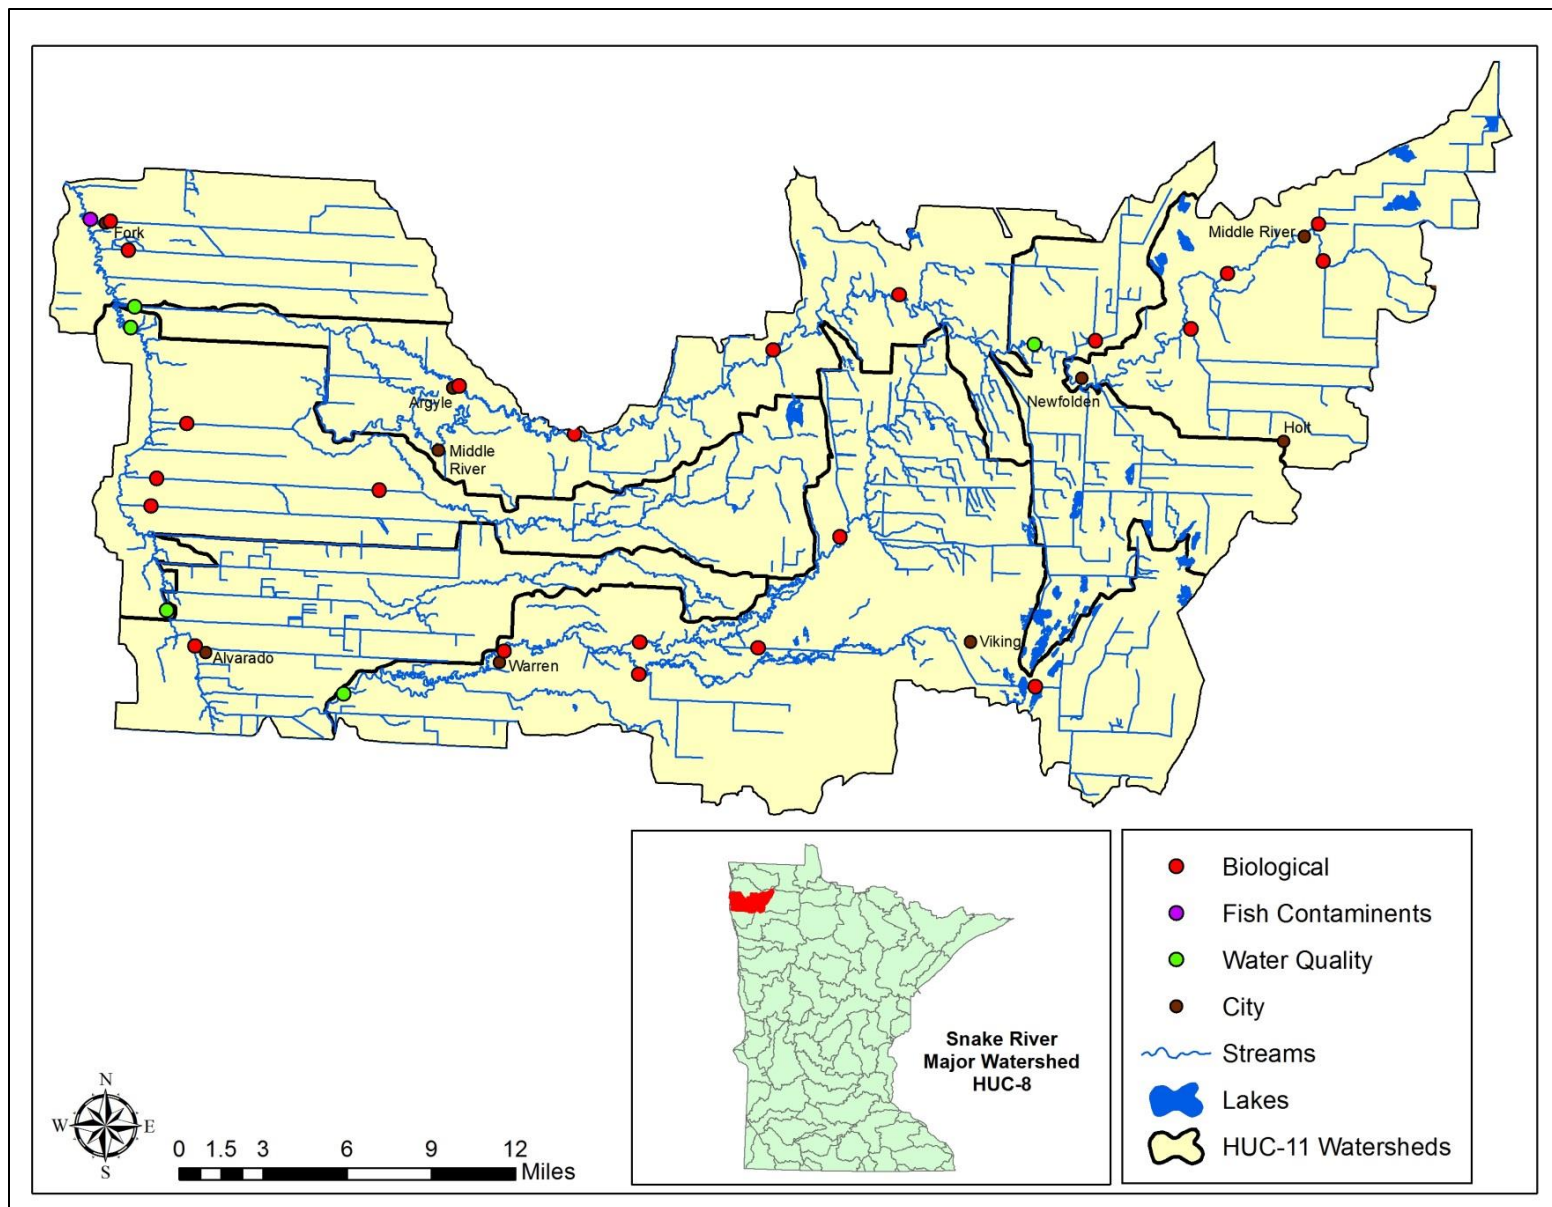 Fork
Middle River
Argyle
Newfolden
Holt
Middle
River
Viking
Alvarado
Warren
Biological
Fish Contaminents
Water Quality
City
Streams
Lakes
HUC-11 Watersheds
Snake River
Major Watershed
HUC-8
N
W
E
S
0 1.5 3 6 9 12
Miles